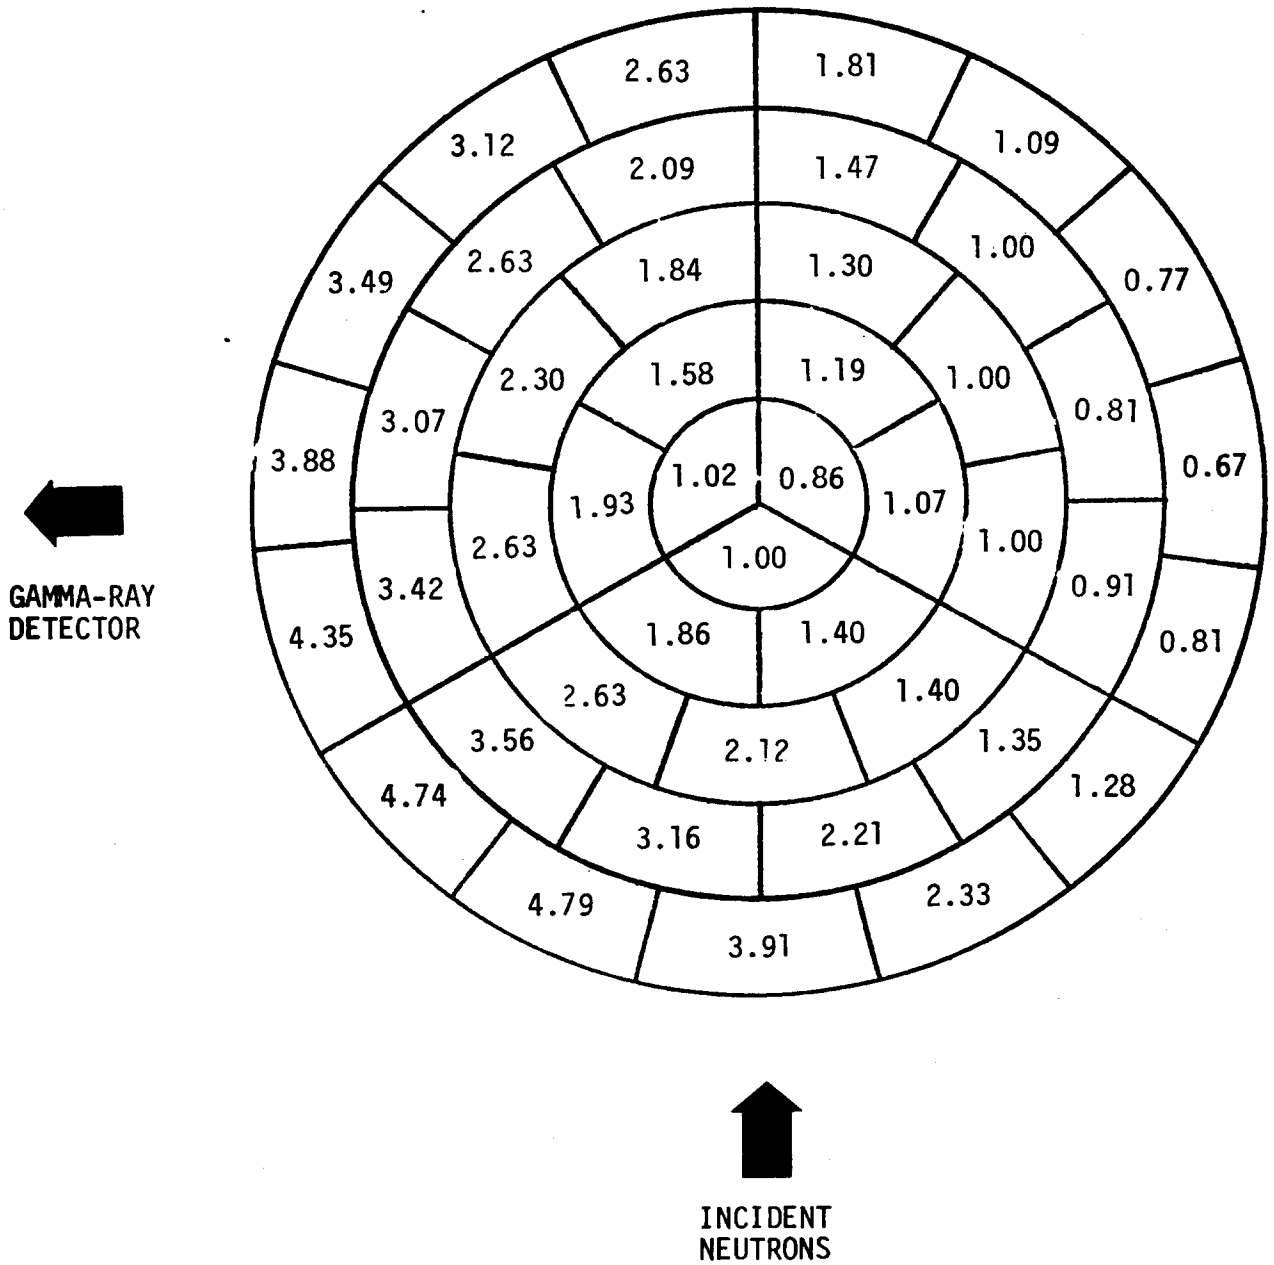 2.63 1.81
3.12 1.09
2.09 1.47
2.63 1.00
3.49 1.84 1.30 0.77
2.30 1.58 1.19 1.00
3.07 0.81
3.88 1.02 0.86 0.67
1.93 1.07
2.63 1.00 1.00
3.42 0.91
GAMMA-RAY
DETECTOR
4.35 1.86 1.40 0.81
2.63 1.40
3.56 2.12 1.35
4.74 1.28
3.16 2.21
4.79 2.33
3.91
INCIDENT
NEUTRONS